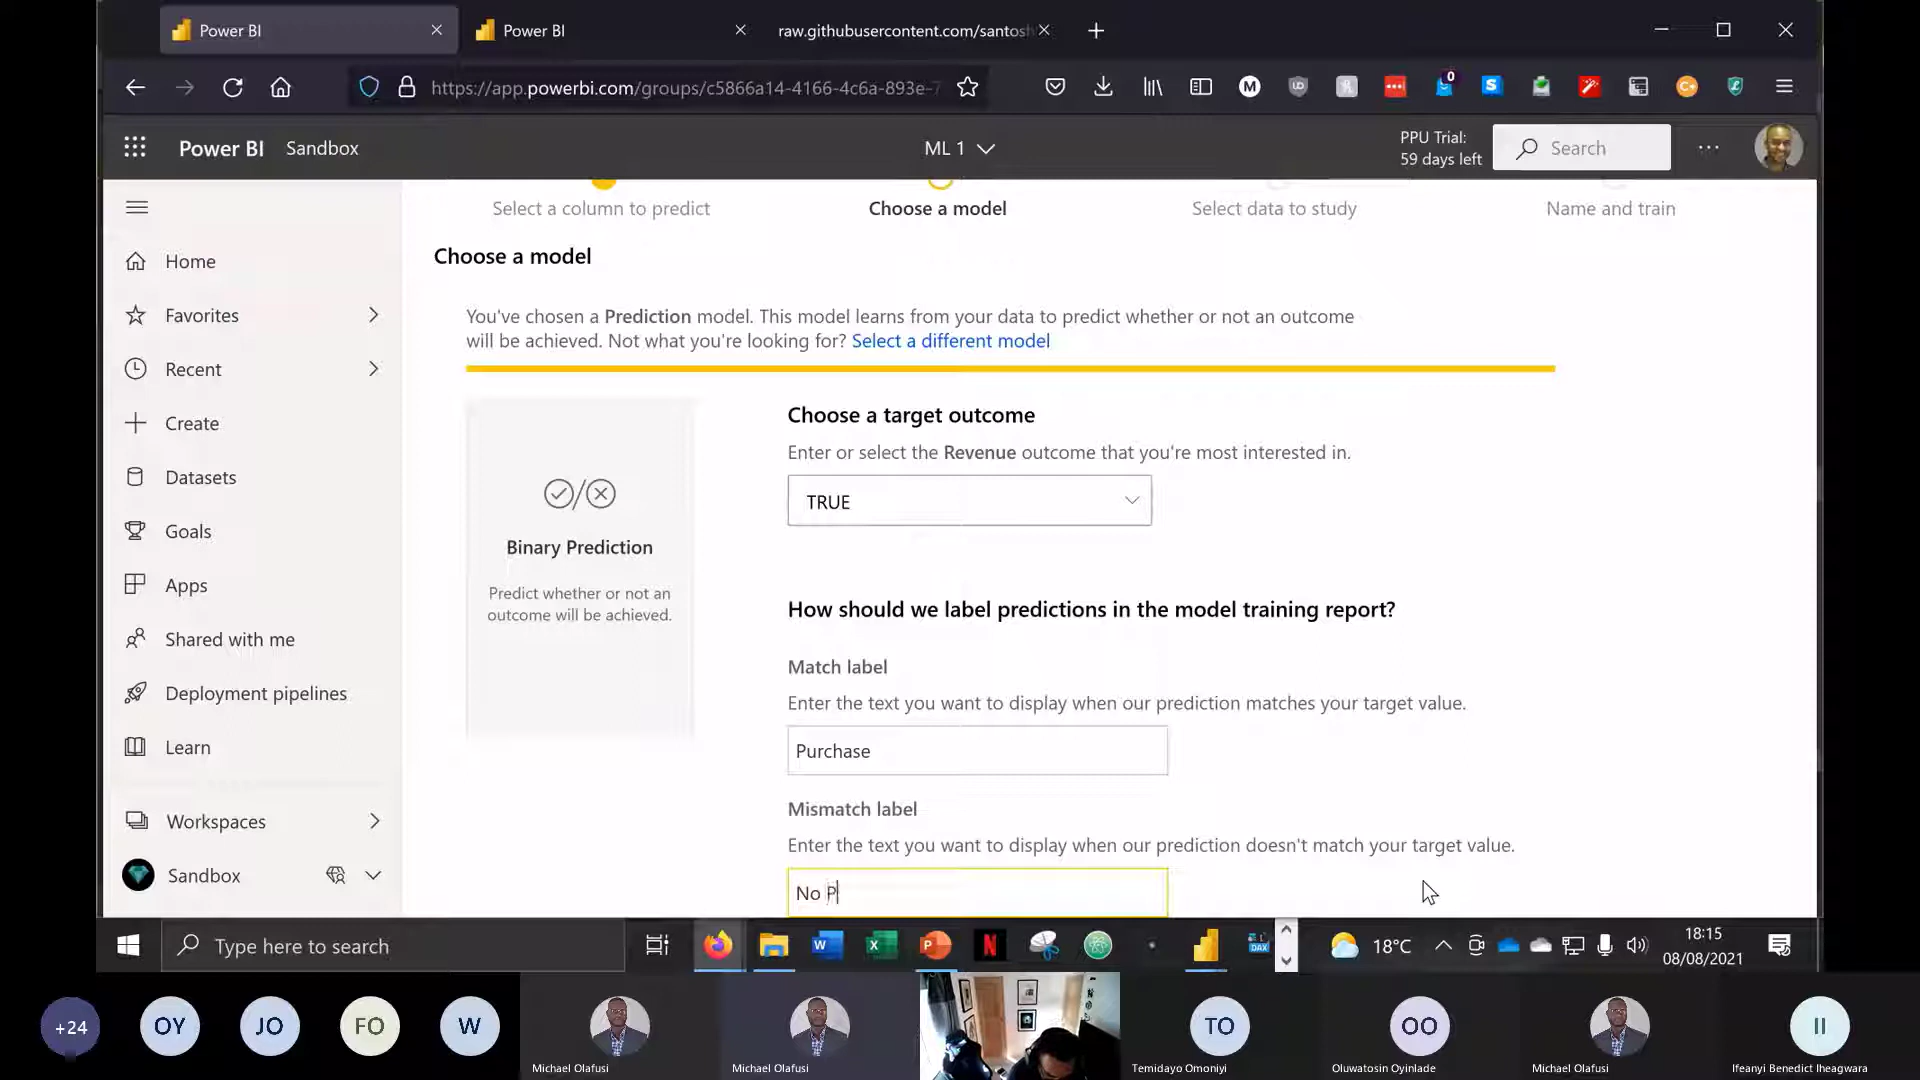 Power BI
Power BI
raw.githubusercontent.com/santosh
https://app.powerbi.com/groups/c5866a14-4166-4c6a-893e-7
0
Power BI
Sandbox
ML 1
PPU Trial:
59 days left
Search
Home
Favorites
Recent
Create
Datasets
Goals
Apps
Shared with me
Deployment pipelines
Learn
Workspaces
Sandbox
Select a column to predict
Choose a model
Select data to study
Name and train
Choose a model
You've chosen a Prediction model. This model learns from your data to predict whether or not an outcome
will be achieved. Not what you're looking for? Select a different model
Binary Prediction
Predict whether or not an
outcome will be achieved.
Choose a target outcome
Enter or select the Revenue outcome that you're most interested in.
TRUE
How should we label predictions in the model training report?
Match label
Enter the text you want to display when our prediction matches your target value.
Purchase
Mismatch label
Enter the text you want to display when our prediction doesn't match your target value.
No P
Type here to search
DAX
18°C
18:15
08/08/2021
+24
OY
JO
FO
W
Michael Olafusi
Michael Olafusi
TO
Temidayo Omoniyi
OO
Oluwatosin Oyinlade
Michael Olafusi
II
Ifeanyi Benedict Iheagwara